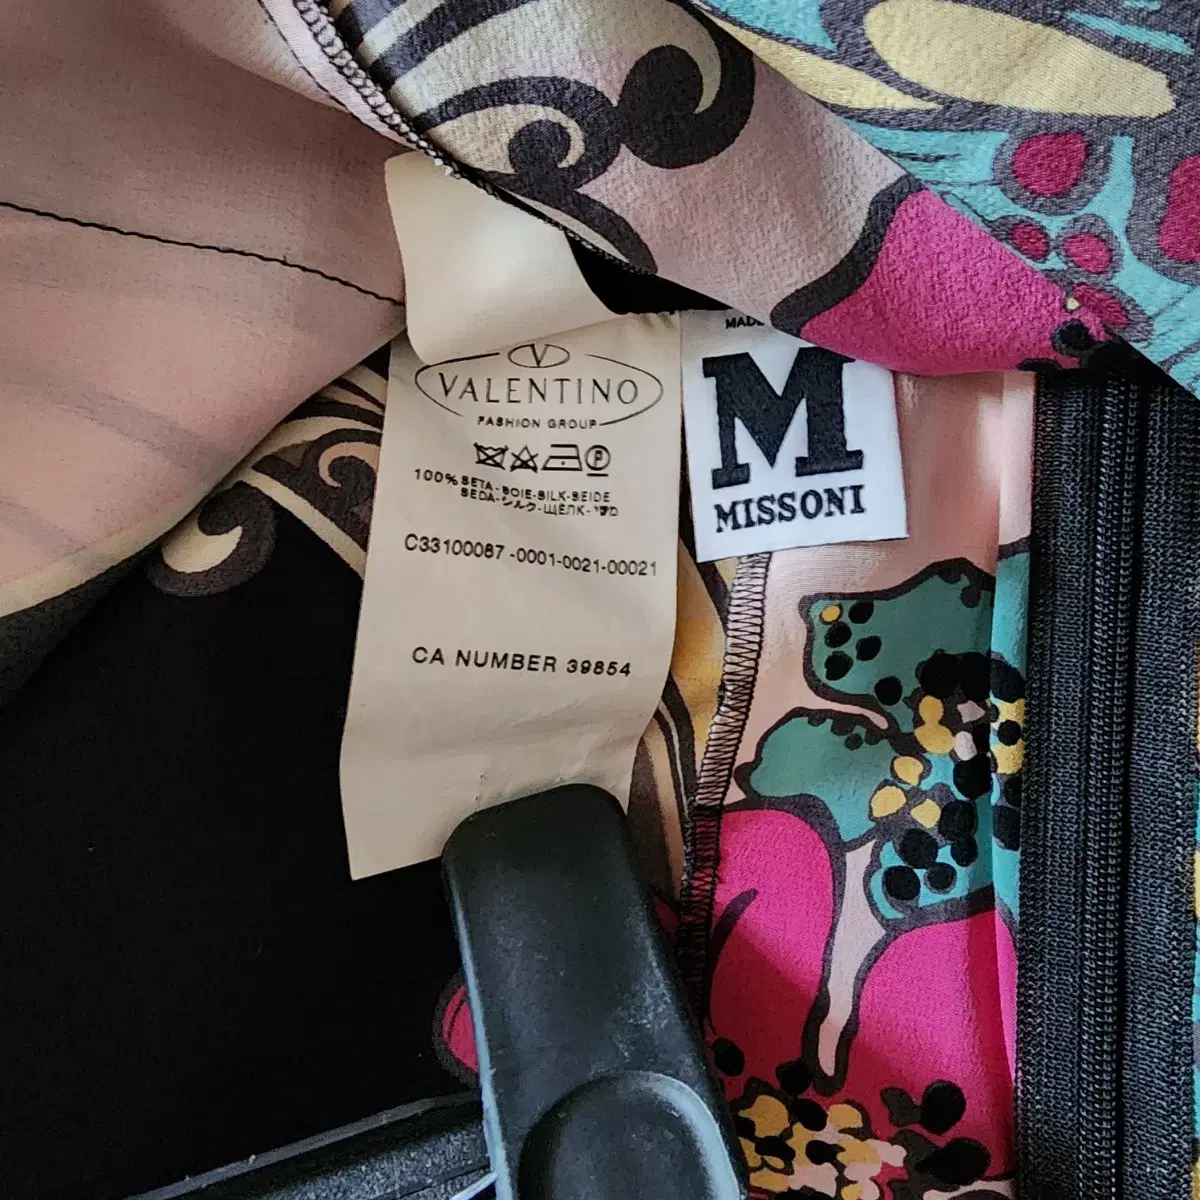 MADE
V
VALENTINO
FASHION GROUP
P
100% SETA-SOIE-SILK-SEIDE
SEDA-シルク-ШЁЛК-משי
C33100087-0001-0021-00021
CA NUMBER 39854
M
MISSONI